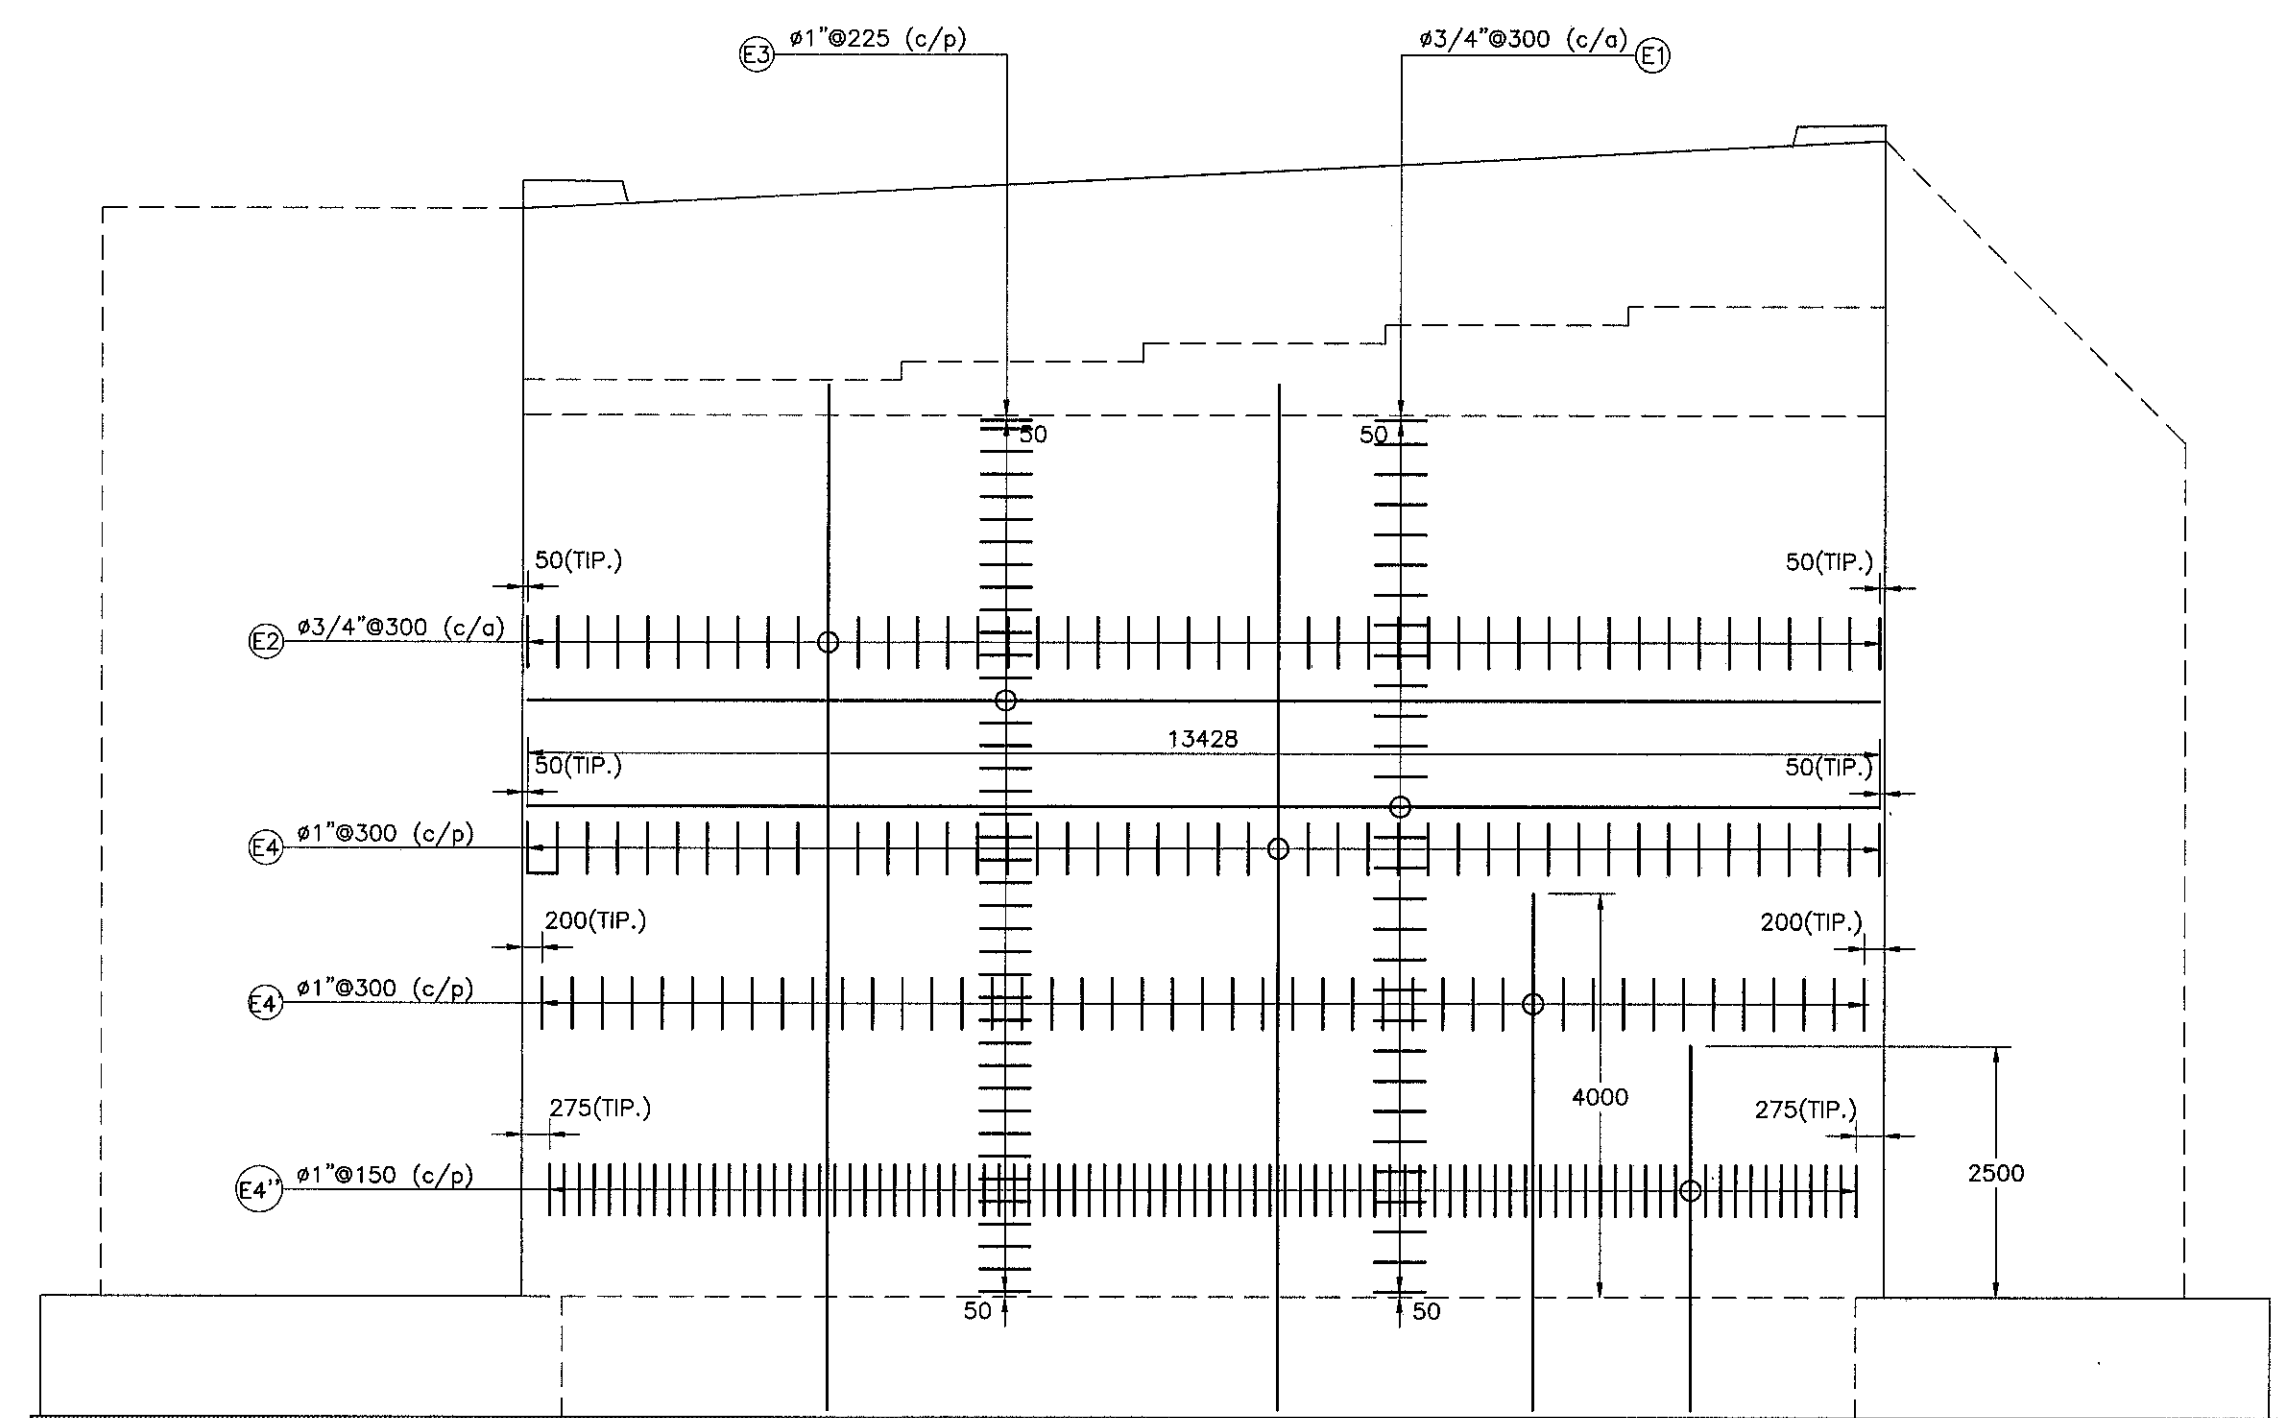 E3 ø1"@225 (c/p)
ø3/4"@300 (c/a) E1
50
50
50(TIP.)
50(TIP.)
E2 ø3/4"@300 (c/a)
13428
50(TIP.)
50(TIP.)
E4 ø1"@300 (c/p)
200(TIP.)
200(TIP.)
E4' ø1"@300 (c/p)
4000
275(TIP.)
275(TIP.)
E4'' ø1"@150 (c/p)
2500
50
50